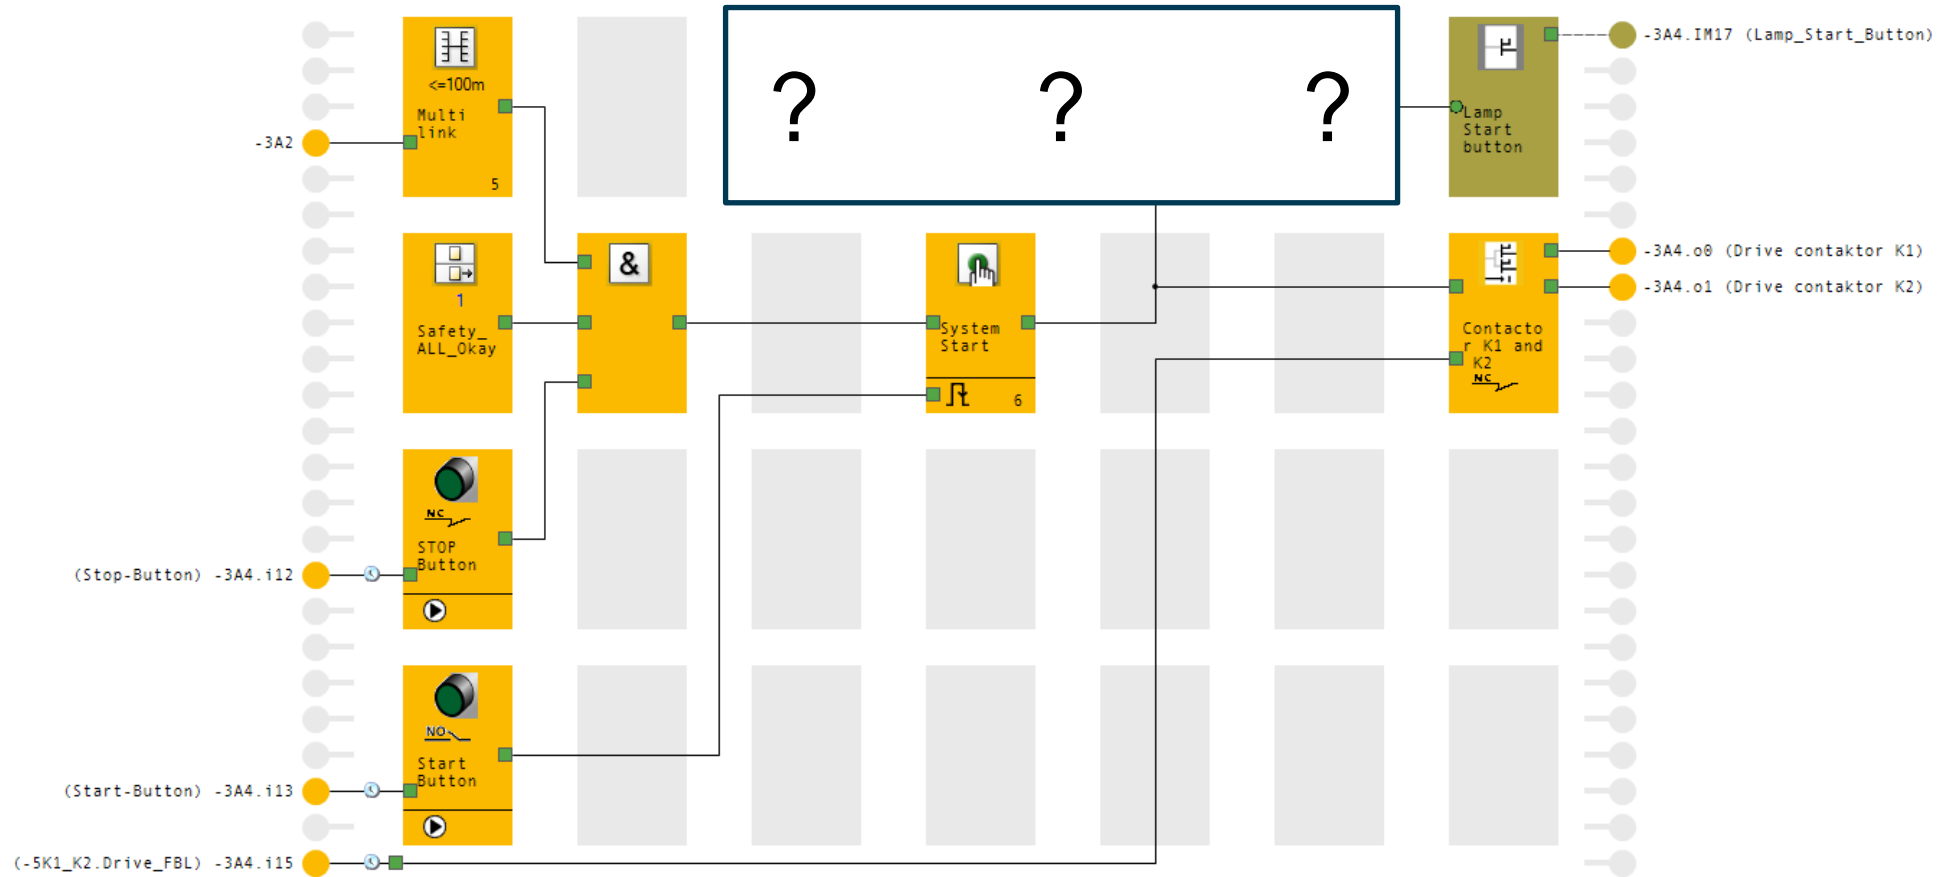 ? ? ?
-3A4.IM17 (Lamp_Start_Button)
<=100m
Multi
link
5
-3A2
Lamp
Start
button
&
1
Safety_
ALL_Okay
System
Start
6
-3A4.o0 (Drive contaktor K1)
-3A4.o1 (Drive contaktor K2)
Contacto
r K1 and
K2
NC
NC
STOP
Button
(Stop-Button) -3A4.i12
NO
Start
Button
(Start-Button) -3A4.i13
(-5K1_K2.Drive_FBL) -3A4.i15